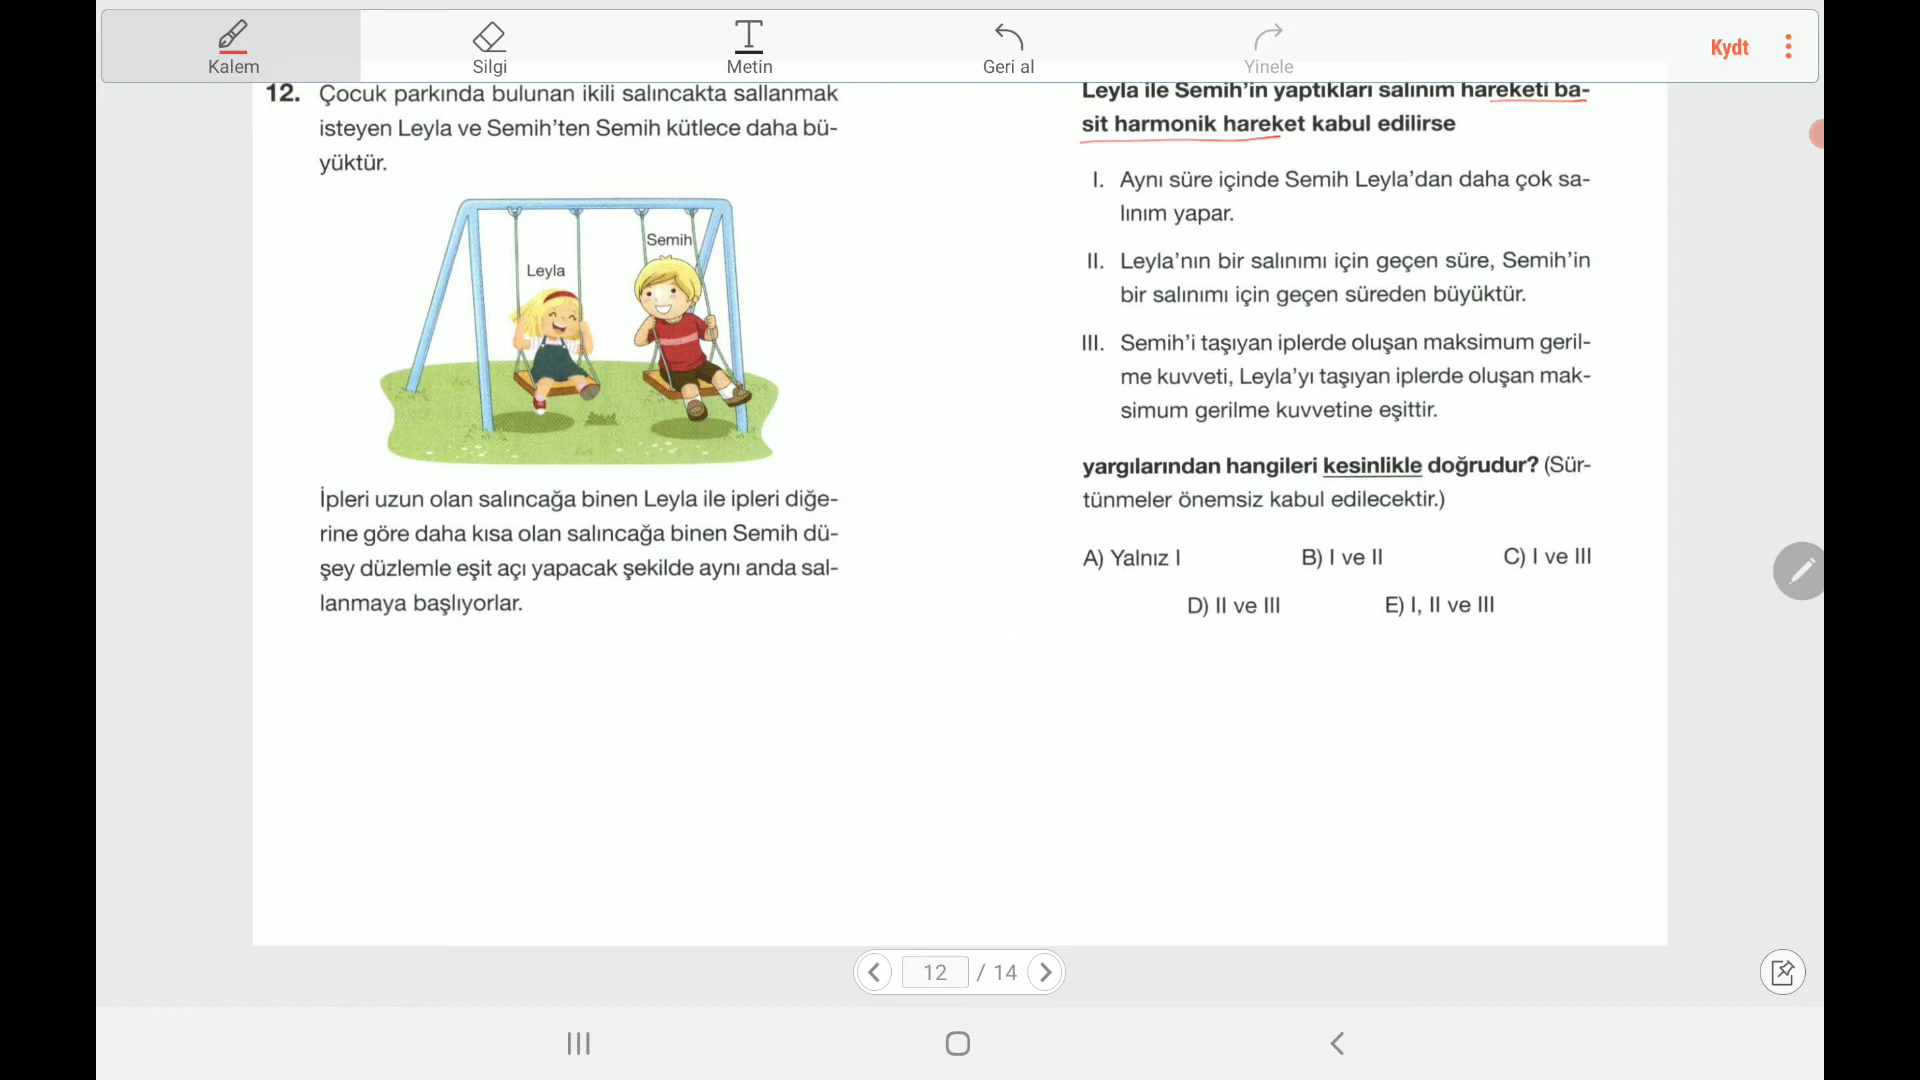 Kalem
Silgi
Metin
Geri al
Yinele
Kydt
12. Çocuk parkında bulunan ikili salıncakta sallanmak
isteyen Leyla ve Semih'ten Semih kütlece daha bü-
yüktür.
Leyla
Semih
İpleri uzun olan salıncağa binen Leyla ile ipleri diğe-
rine göre daha kısa olan salıncağa binen Semih dü-
şey düzlemle eşit açı yapacak şekilde aynı anda sal-
lanmaya başlıyorlar.
Leyla ile Semih'in yaptıkları salınım hareketi ba-
sit harmonik hareket kabul edilirse
I. Aynı süre içinde Semih Leyla'dan daha çok sa-
lınım yapar.
II. Leyla'nın bir salınımı için geçen süre, Semih'in
bir salınımı için geçen süreden büyüktür.
III. Semih'i taşıyan iplerde oluşan maksimum geril-
me kuvveti, Leyla'yı taşıyan iplerde oluşan mak-
simum gerilme kuvvetine eşittir.
yargılarından hangileri kesinlikle doğrudur? (Sür-
tünmeler önemsiz kabul edilecektir.)
A) Yalnız I B) I ve II C) I ve III
D) II ve III E) I, II ve III
12 / 14